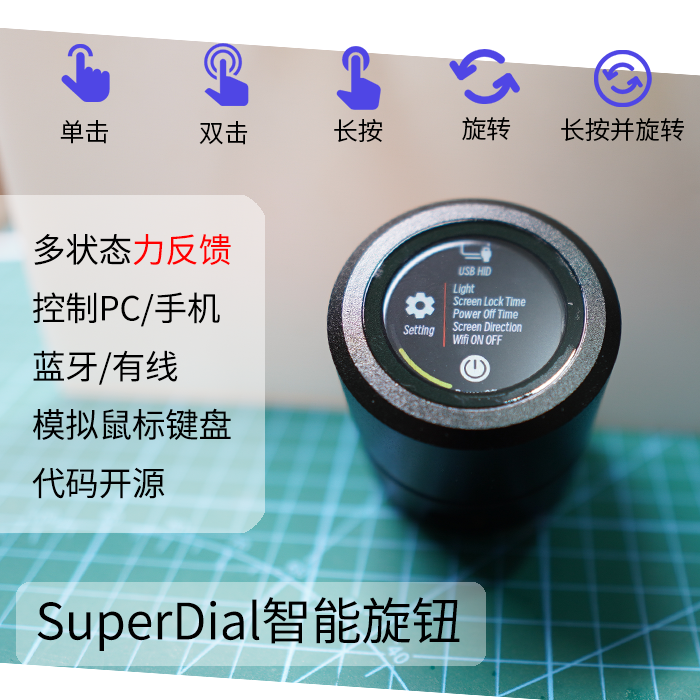 单击
双击
长按
旋转
长按并旋转
多状态力反馈
控制PC/手机
蓝牙/有线
模拟鼠标键盘
代码开源
USB HID
Setting
Light
Screen Lock Time
Power Off Time
Screen Direction
Wifi ON OFF
SuperDial智能旋钮
40